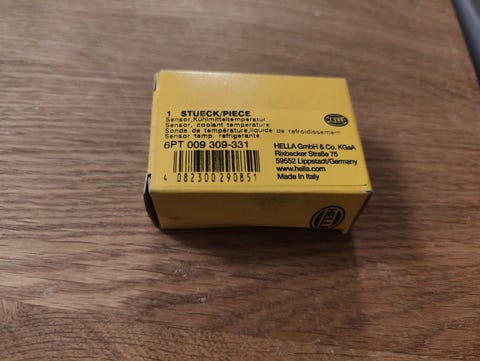 1 STUECK/PIECE
Sensor,Kühlmitteltemperatur
Sensor, coolant temperature
Sonde de température,liquide de refroidissement
Sensor temp. refrigerante
6PT 009 309-331
4 082300 290851
HELLA
HELLA GmbH & Co. KGaA
Rixbecker Straße 75
59552 Lippstadt/Germany
www.hella.com
Made in Italy
HELLA